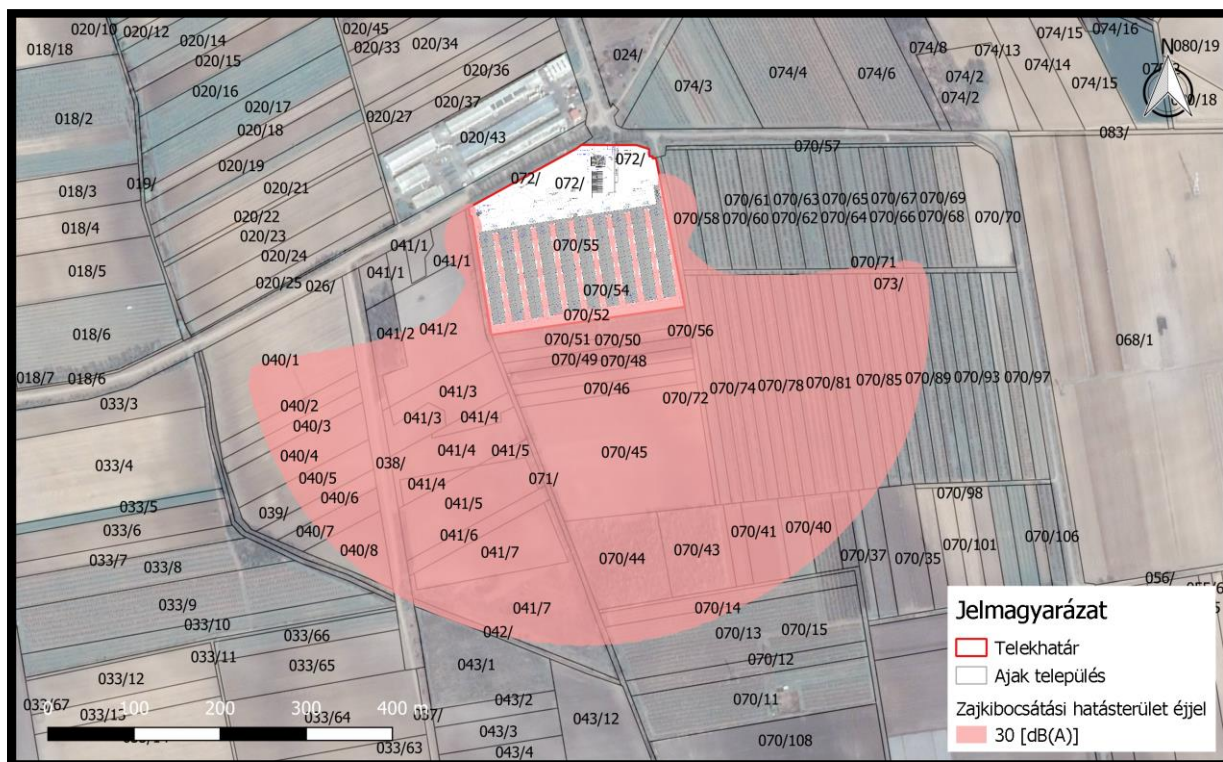 020/10 020/12 020/45 074/15 074/16
018/18 020/14 020/33 020/34 024/ 074/8 074/13 N 080/19
020/15 020/36 074/3 074/4 074/6 074/2 074/14
020/16 020/37 074/2 074/15
018/2 020/17 020/27
020/18 020/43 083/
020/19 072/ 070/57
018/3 019/ 020/21 072/ 072/
070/61 070/63 070/65 070/67 070/69
020/22 070/58 070/60 070/62 070/64 070/66 070/68 070/70
018/4 020/23
020/24 041/1 070/55
018/5 020/25 026/ 041/1 041/1 070/71
070/54 073/
070/52
018/6 041/2 041/2 070/56 068/1
070/51 070/50
040/1 070/49 070/48
018/7 018/6 070/46 070/74 070/78 070/81 070/85 070/89 070/93 070/97
033/3 040/2 041/3 070/72
040/3 041/3 041/4
033/4 040/4 038/ 041/4 041/5 070/45
040/5 041/4 071/
033/5 040/6 041/5 070/98
033/6 039/ 040/7 041/6 070/41 070/40 070/106
033/7 040/8 041/7 070/44 070/43 070/37 070/35 070/101
033/8 056/
033/9 041/7 070/14
033/10 033/66 042/ 070/13 070/15
033/11 033/65 043/1 070/12
033/12 043/2 070/11
033/67 033/64 043/3 043/12
033/63 043/4 070/108
0 100 200 300 400 m
Jelmagyarázat
Telekhatár
Ajak település
Zajkibocsátási hatásterület éjjel
30 [dB(A)]